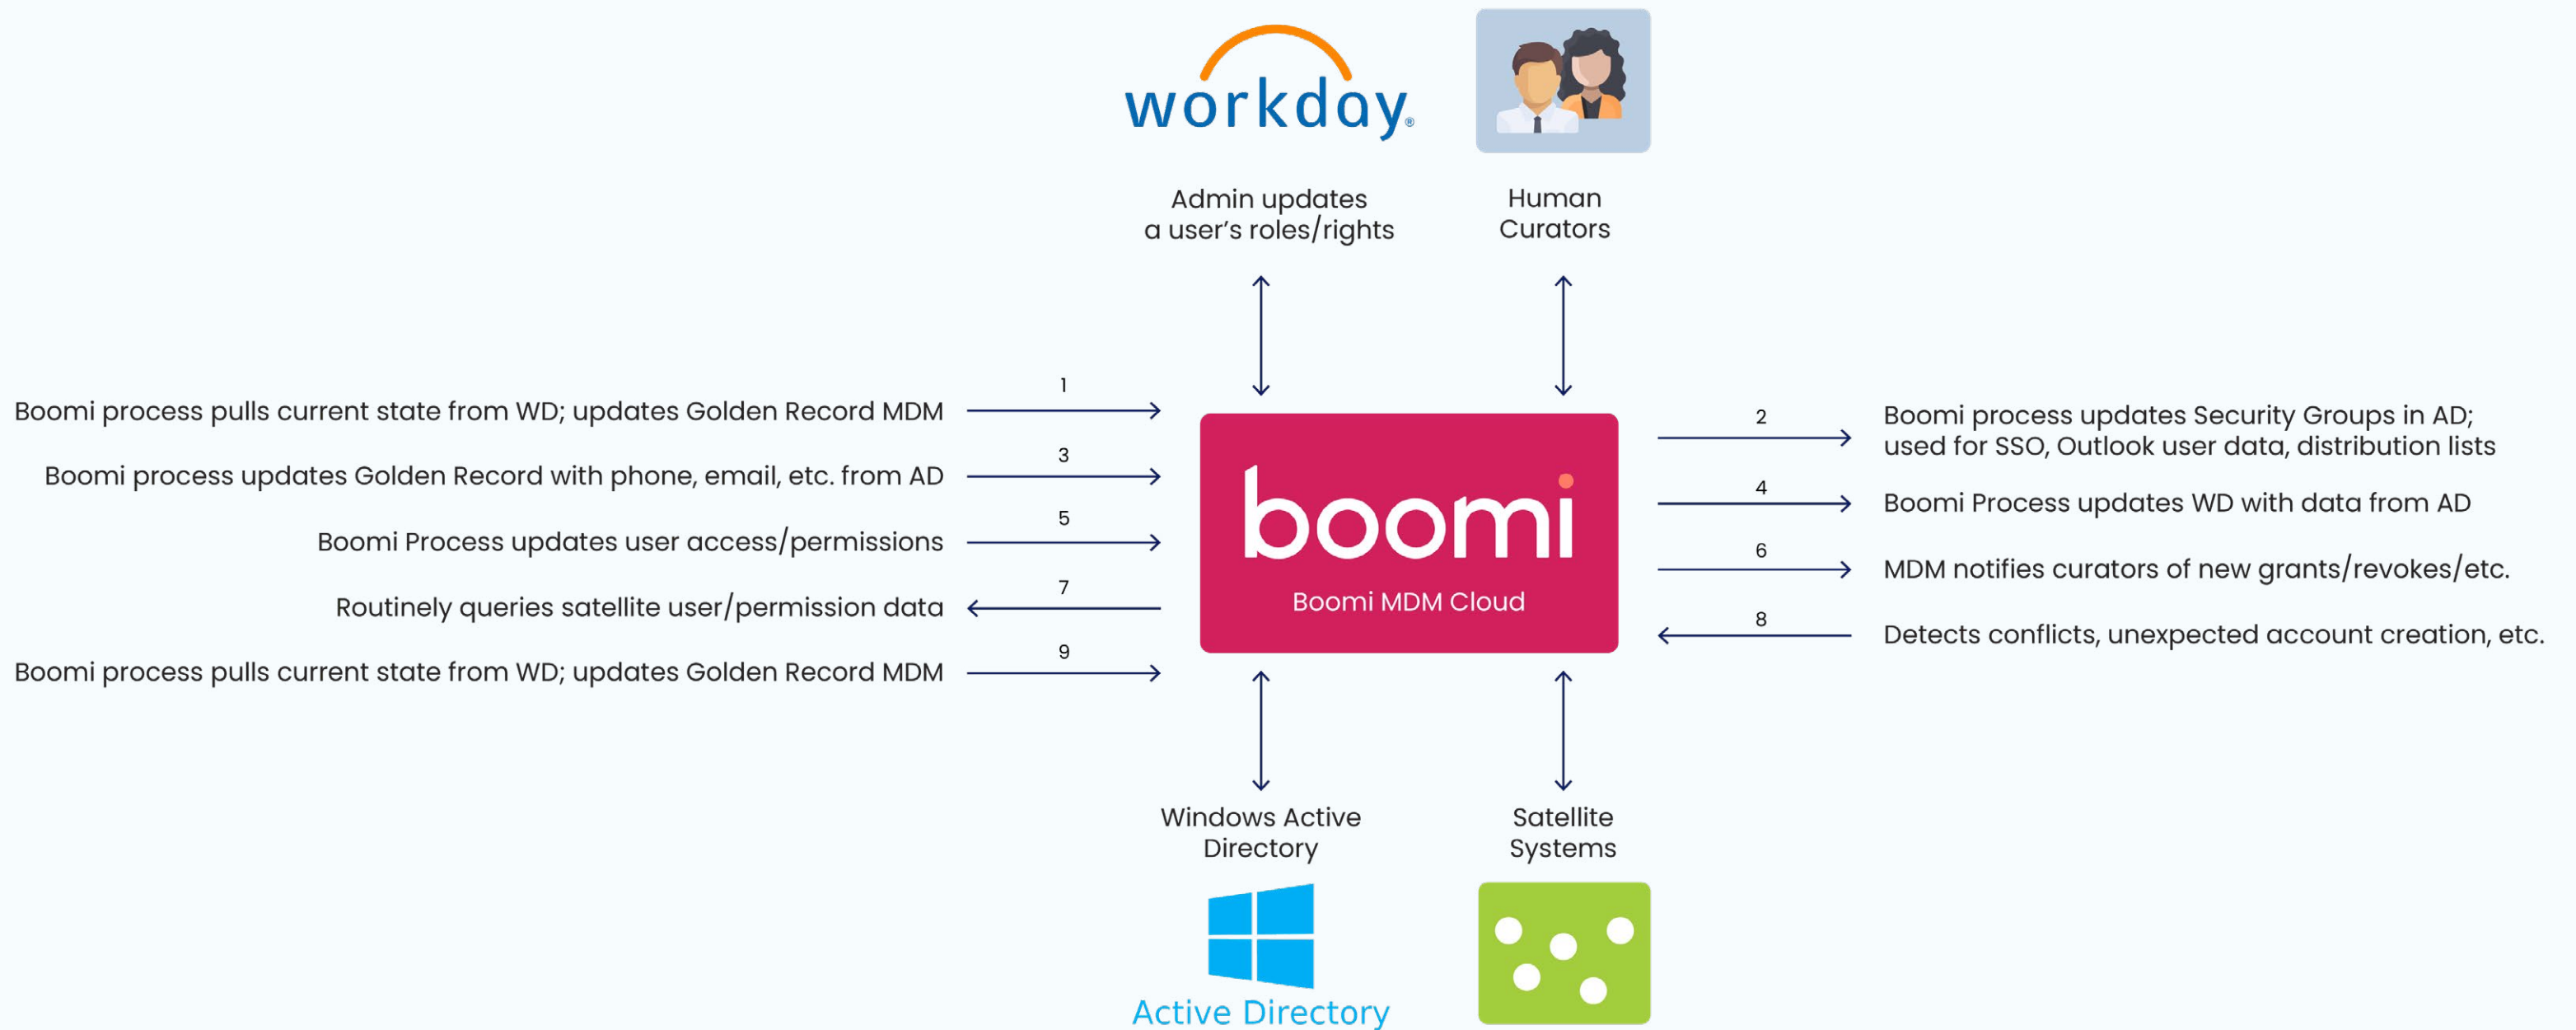 workday®
Admin updates
a user's roles/rights
Human
Curators
1
Boomi process pulls current state from WD; updates Golden Record MDM
3
Boomi process updates Golden Record with phone, email, etc. from AD
5
Boomi Process updates user access/permissions
7
Routinely queries satellite user/permission data
9
Boomi process pulls current state from WD; updates Golden Record MDM
boomi
Boomi MDM Cloud
2
Boomi process updates Security Groups in AD;
used for SSO, Outlook user data, distribution lists
4
Boomi Process updates WD with data from AD
6
MDM notifies curators of new grants/revokes/etc.
8
Detects conflicts, unexpected account creation, etc.
Windows Active
Directory
Active Directory
Satellite
Systems